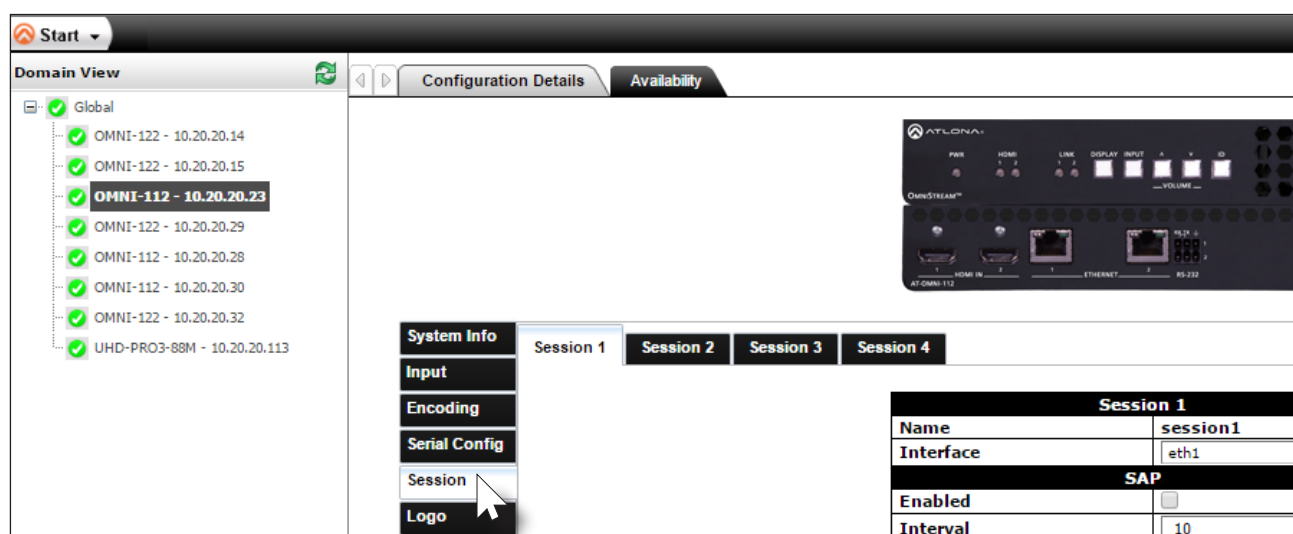 Start
Domain View
Configuration Details
Availability
Global
OMNI-122 - 10.20.20.14
OMNI-122 - 10.20.20.15
OMNI-112 - 10.20.20.23
OMNI-122 - 10.20.20.29
OMNI-112 - 10.20.20.28
OMNI-112 - 10.20.20.30
OMNI-122 - 10.20.20.32
UHD-PRO3-88M - 10.20.20.113
ATLONA®
PWR HDMI LINK DISPLAY INPUT ID
1 2 1 2
VOLUME
OMNISTREAM™
1 HDMI IN 2 1 ETHERNET 2 RS-232
AT-OMNI-112
System Info
Input
Encoding
Serial Config
Session
Logo
Session 1 Session 2 Session 3 Session 4
Session 1
Name session1
Interface eth1
SAP
Enabled
Interval 10